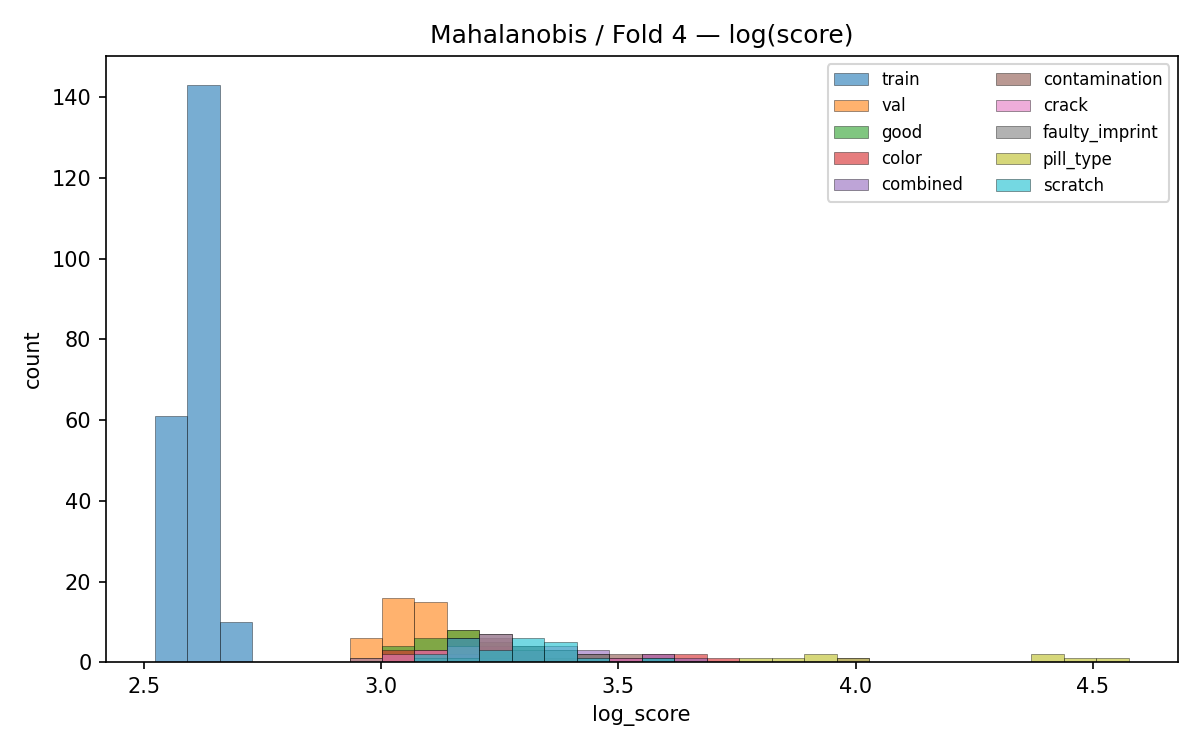 Mahalanobis / Fold 4 — log(score)
train
val
good
color
combined
contamination
crack
faulty_imprint
pill_type
scratch
140
120
100
80
60
40
20
0
count
2.5 3.0 3.5 4.0 4.5
log_score